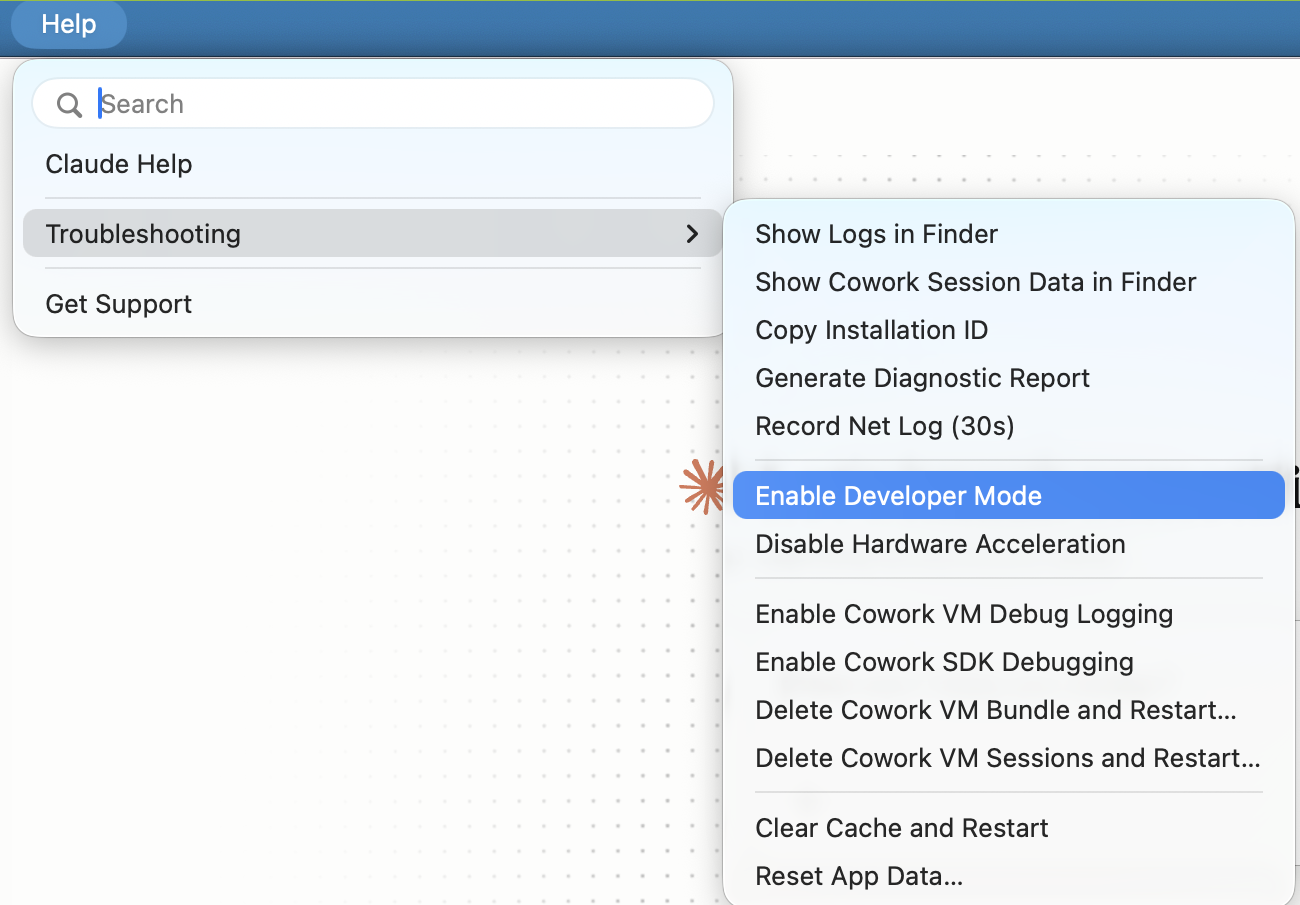 Help
Search
Claude Help
Troubleshooting
Get Support
Show Logs in Finder
Show Cowork Session Data in Finder
Copy Installation ID
Generate Diagnostic Report
Record Net Log (30s)
Enable Developer Mode
Disable Hardware Acceleration
Enable Cowork VM Debug Logging
Enable Cowork SDK Debugging
Delete Cowork VM Bundle and Restart...
Delete Cowork VM Sessions and Restart...
Clear Cache and Restart
Reset App Data...